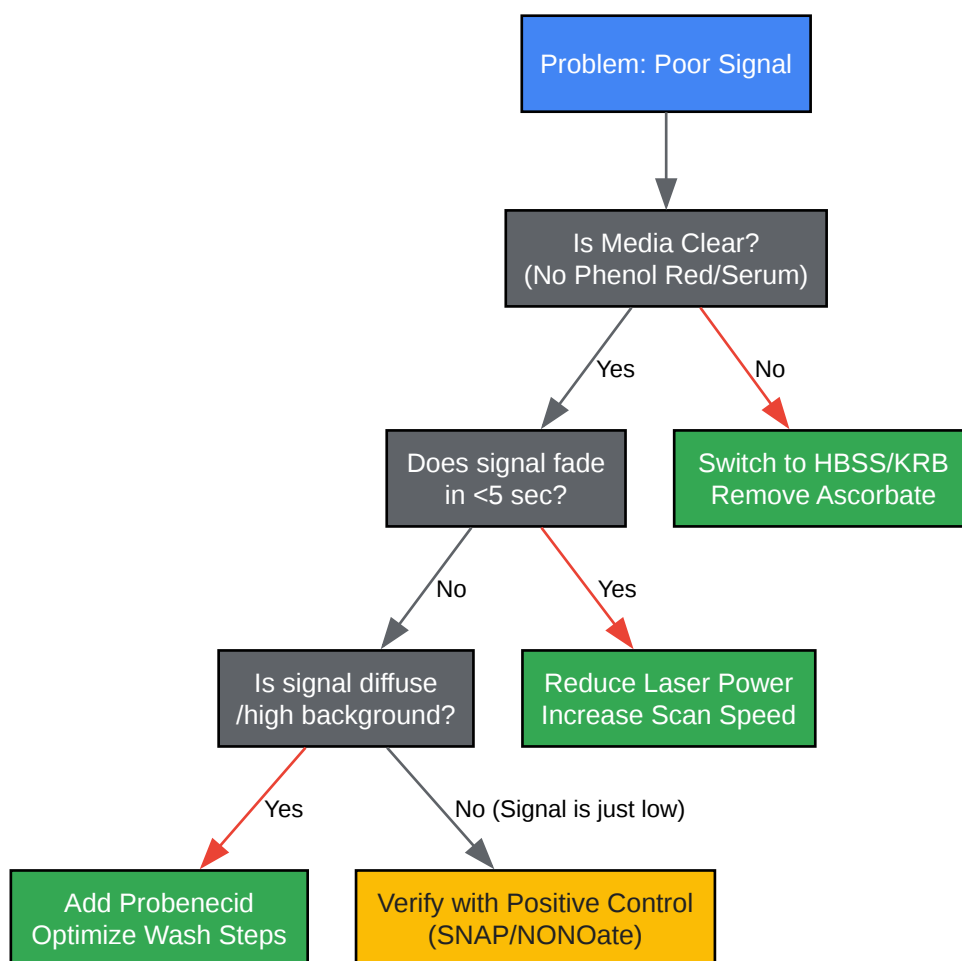 Problem: Poor Signal
Is Media Clear?
(No Phenol Red/Serum)
Yes
No
Does signal fade
in <5 sec?
Switch to HBSS/KRB
Remove Ascorbate
No
Yes
Is signal diffuse
/high background?
Reduce Laser Power
Increase Scan Speed
Yes
No (Signal is just low)
Add Probenecid
Optimize Wash Steps
Verify with Positive Control
(SNAP/NONOate)